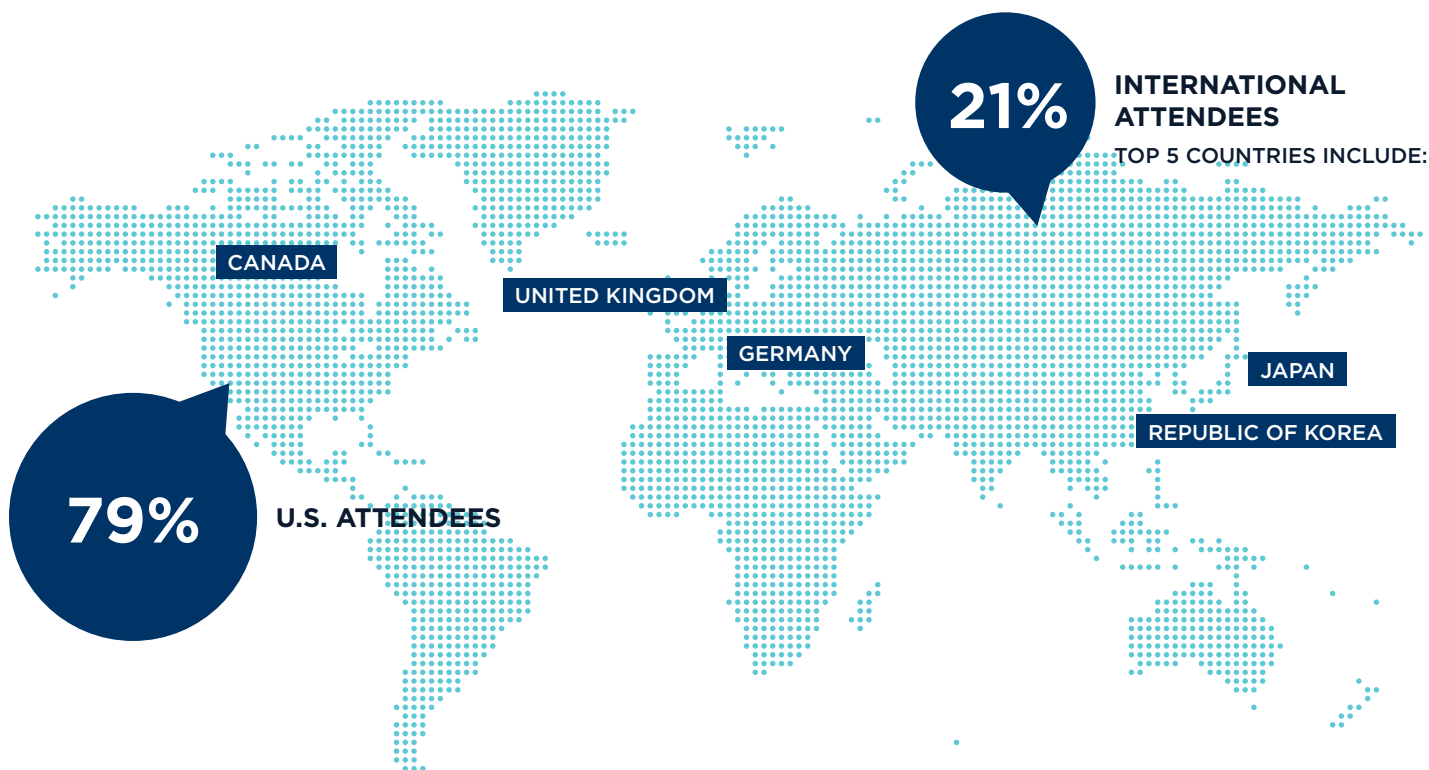 21%
INTERNATIONAL
ATTENDEES
TOP 5 COUNTRIES INCLUDE:
CANADA
UNITED KINGDOM
GERMANY
JAPAN
REPUBLIC OF KOREA
79%
U.S. ATTENDEES